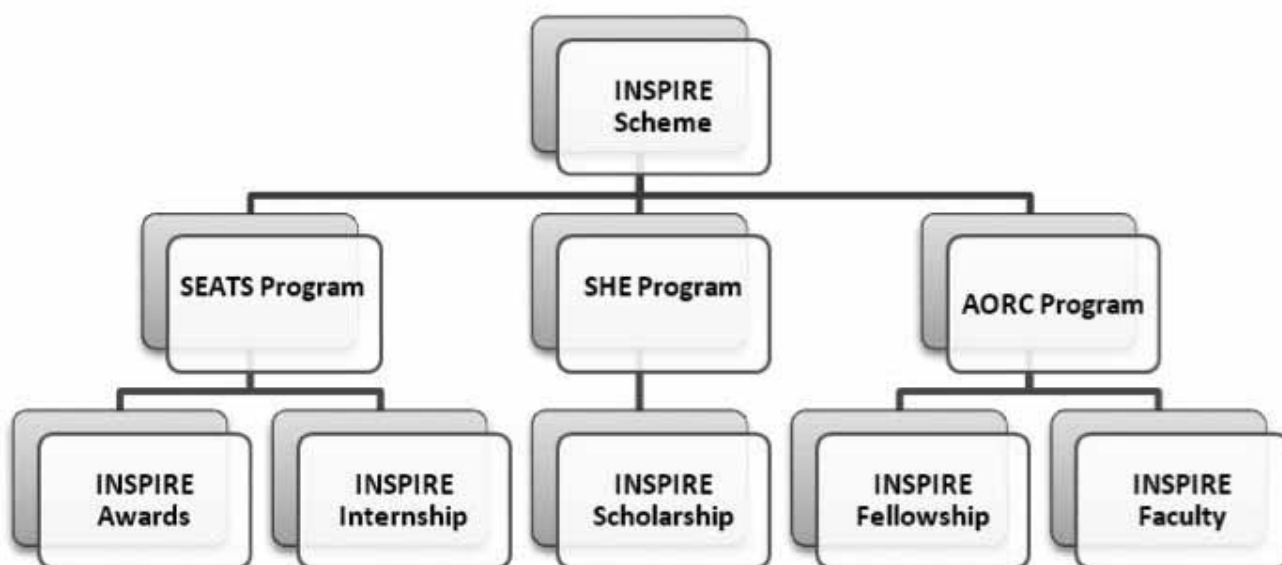 INSPIRE
Scheme
SEATS Program
SHE Program
AORC Program
INSPIRE
Awards
INSPIRE
Internship
INSPIRE
Scholarship
INSPIRE
Fellowship
INSPIRE
Faculty